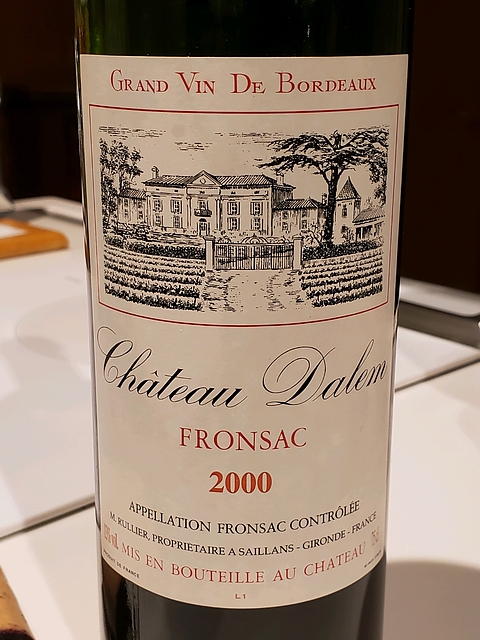 GRAND VIN DE BORDEAUX
Château Dalem
FRONSAC
2000
APPELLATION FRONSAC CONTRÔLÉE
M. RULLIER, PROPRIETAIRE A SAILLANS - GIRONDE - FRANCE
MIS EN BOUTEILLE AU CHATEAU
L 1